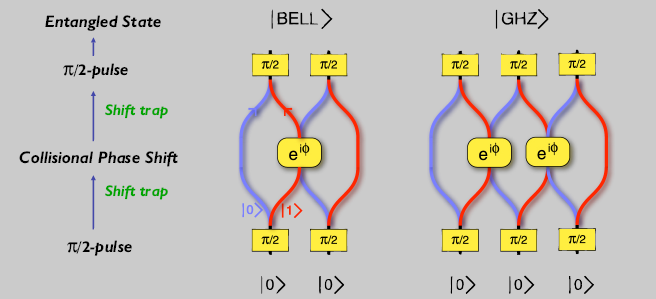 Entangled State
|BELL>
|GHZ>
π/2-pulse
π/2 π/2 π/2 π/2 π/2
Shift trap
Collisional Phase Shift
e^iϕ e^iϕ e^iϕ
Shift trap
|0> |1>
π/2-pulse
π/2 π/2 π/2 π/2 π/2
|0> |0> |0> |0> |0>